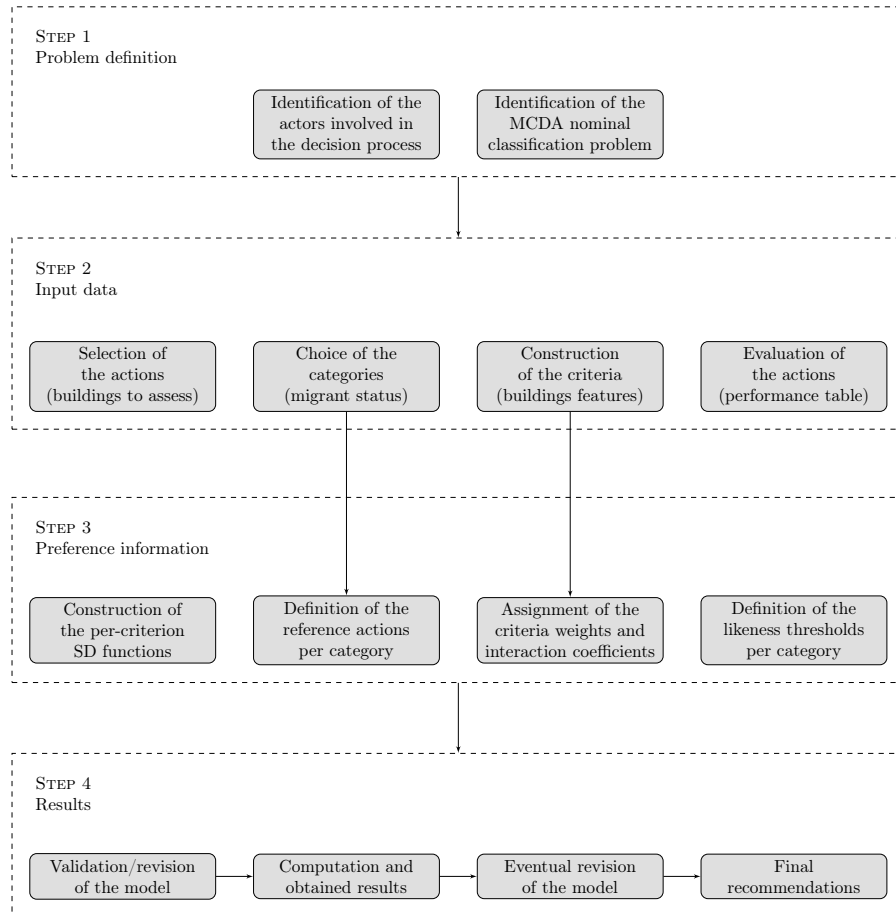 STEP 1
Problem definition
Identification of the
actors involved in
the decision process
Identification of the
MCDA nominal
classification problem
STEP 2
Input data
Selection of
the actions
(buildings to assess)
Choice of the
categories
(migrant status)
Construction
of the criteria
(buildings features)
Evaluation of
the actions
(performance table)
STEP 3
Preference information
Construction of
the per-criterion
SD functions
Definition of the
reference actions
per category
Assignment of the
criteria weights and
interaction coefficients
Definition of the
likeness thresholds
per category
STEP 4
Results
Validation/revision
of the model
Computation and
obtained results
Eventual revision
of the model
Final
recommendations